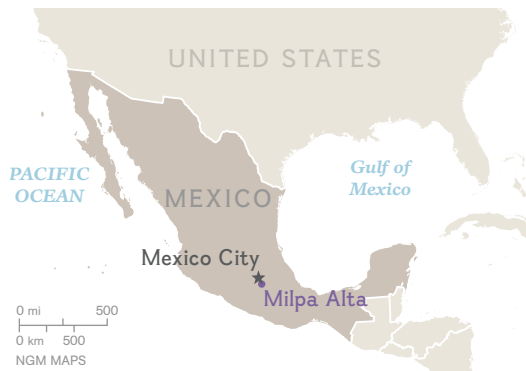 UNITED STATES
PACIFIC
OCEAN
Gulf of
Mexico
MEXICO
Mexico City
Milpa Alta
0 mi 500
0 km 500
NGM MAPS